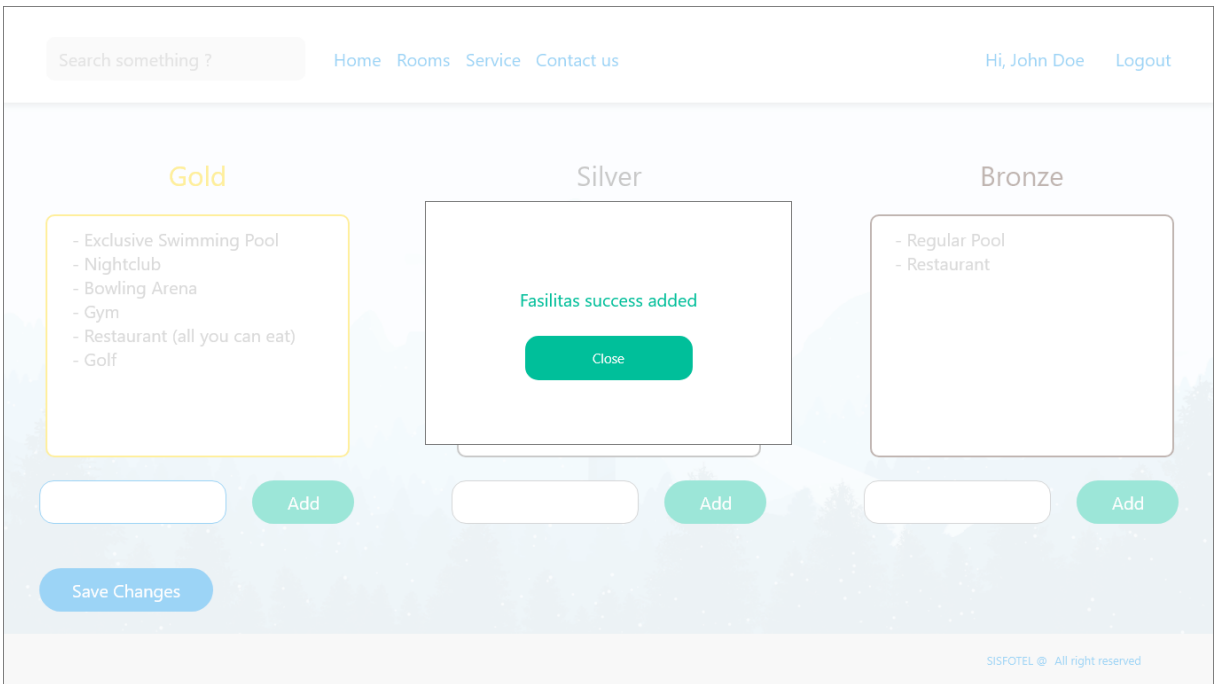 Search something ?
Home Rooms Service Contact us
Hi, John Doe Logout
Gold
- Exclusive Swimming Pool
- Nightclub
- Bowling Arena
- Gym
- Restaurant (all you can eat)
- Golf
Add
Silver
Fasilitas success added
Close
Add
Bronze
- Regular Pool
- Restaurant
Add
Save Changes
SISFOTEL @ All right reserved